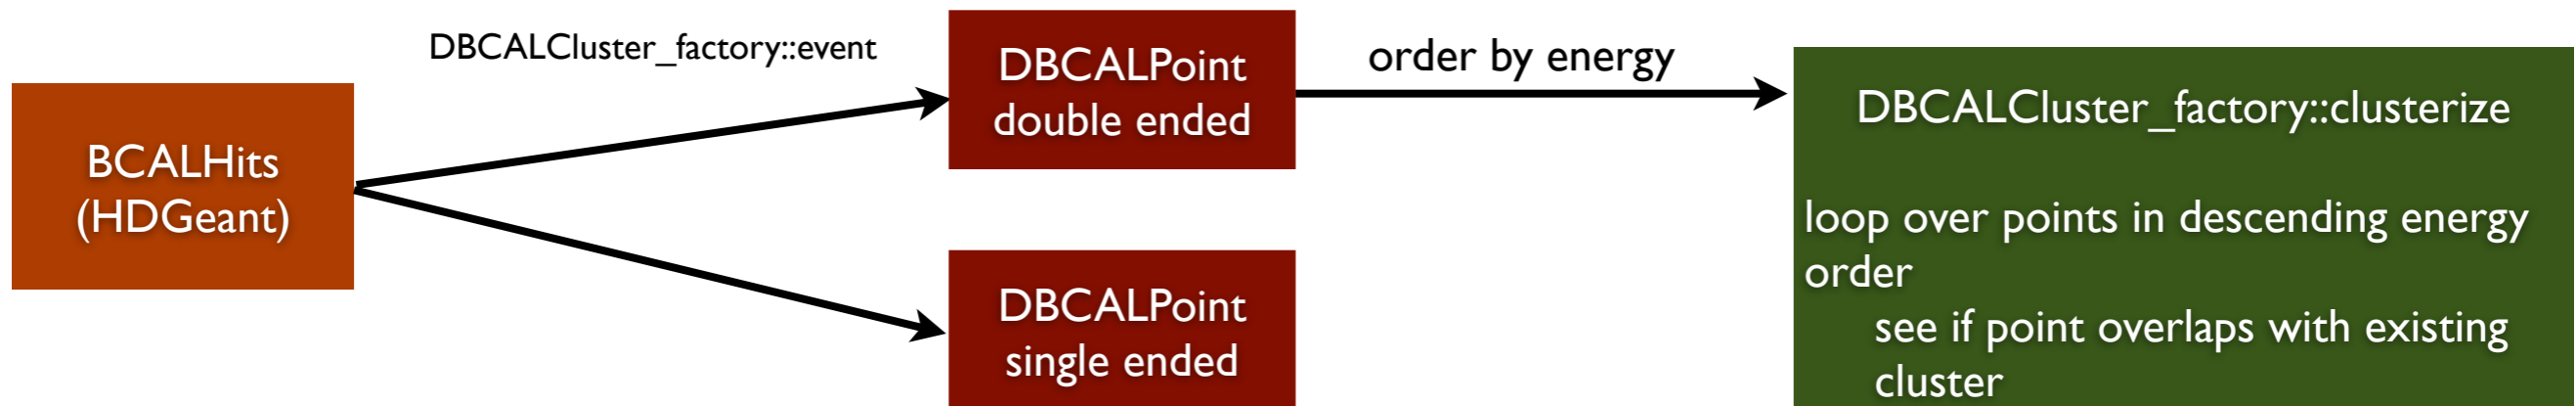 DBCALCluster_factory::event
BCALHits
(HDGeant)
DBCALPoint
double ended
order by energy
DBCALPoint
single ended
DBCALCluster_factory::clusterize
loop over points in descending energy
order
see if point overlaps with existing
cluster